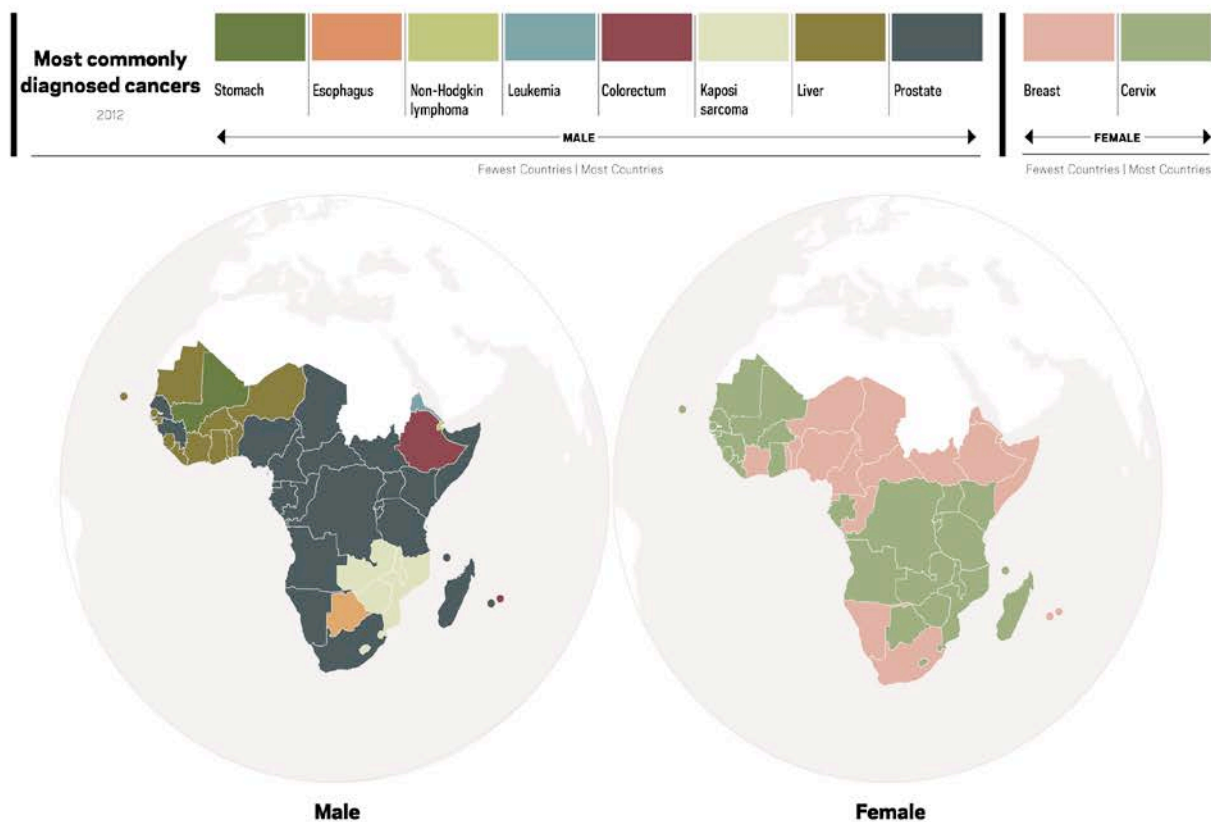 Most commonly
diagnosed cancers
2012
Stomach
Esophagus
Non-Hodgkin
lymphoma
Leukemia
Colorectum
Kaposi
sarcoma
Liver
Prostate
MALE
Fewest Countries | Most Countries
Breast
Cervix
FEMALE
Fewest Countries | Most Countries
Male
Female